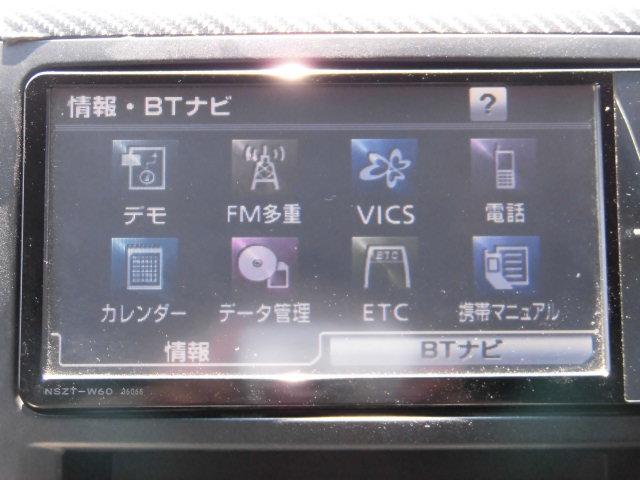 情報・BTナビ ?
デモ FM多重 VICS 電話
ETC
カレンダー データ管理 ETC 携帯マニュアル
情報 BTナビ
NSZT-W60